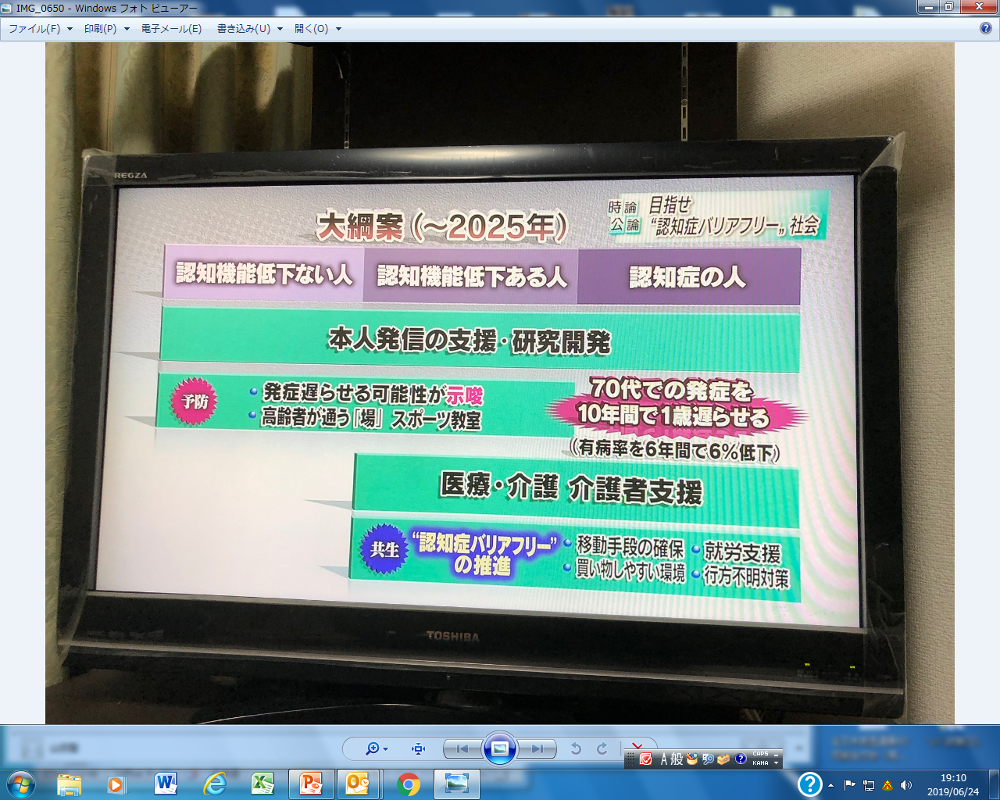 IMG_0650 - Windows フォト ビューアー
ファイル(F) 印刷(P) 電子メール(E) 書き込み(U) 開く(O)
REGZA
大綱案(~2025年)
時論公論
目指せ
“認知症バリアフリー„社会
認知機能低下ない人 認知機能低下ある人 認知症の人
本人発信の支援・研究開発
予防
発症遅らせる可能性が示唆
高齢者が通う「場」 スポーツ教室
70代での発症を
10年間で1歳遅らせる
(有病率を6年間で6%低下)
医療・介護 介護者支援
共生
“認知症バリアフリー”
の推進
移動手段の確保
買い物しやすい環境
就労支援
行方不明対策
TOSHIBA
A 般 CAPS
KANA
19:10
2019/06/24